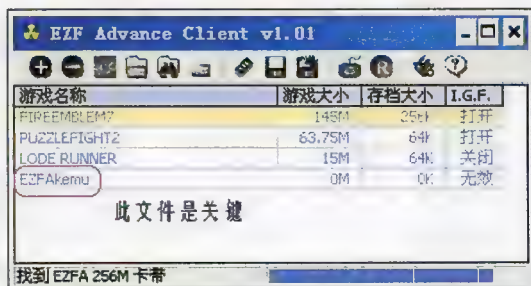 EZF Advance Client v1.01
游戏名称 游戏大小 存档大小 I.G.F.
FIREEMBLEM7 145M 256K 打开
PUZZLEFIGHT2 63.75M 64K 打开
LODE RUNNER 15M 64K 关闭
EZFAkemu 0M 0K 无效
此文件是关键
找到 EZFA 256M 卡带